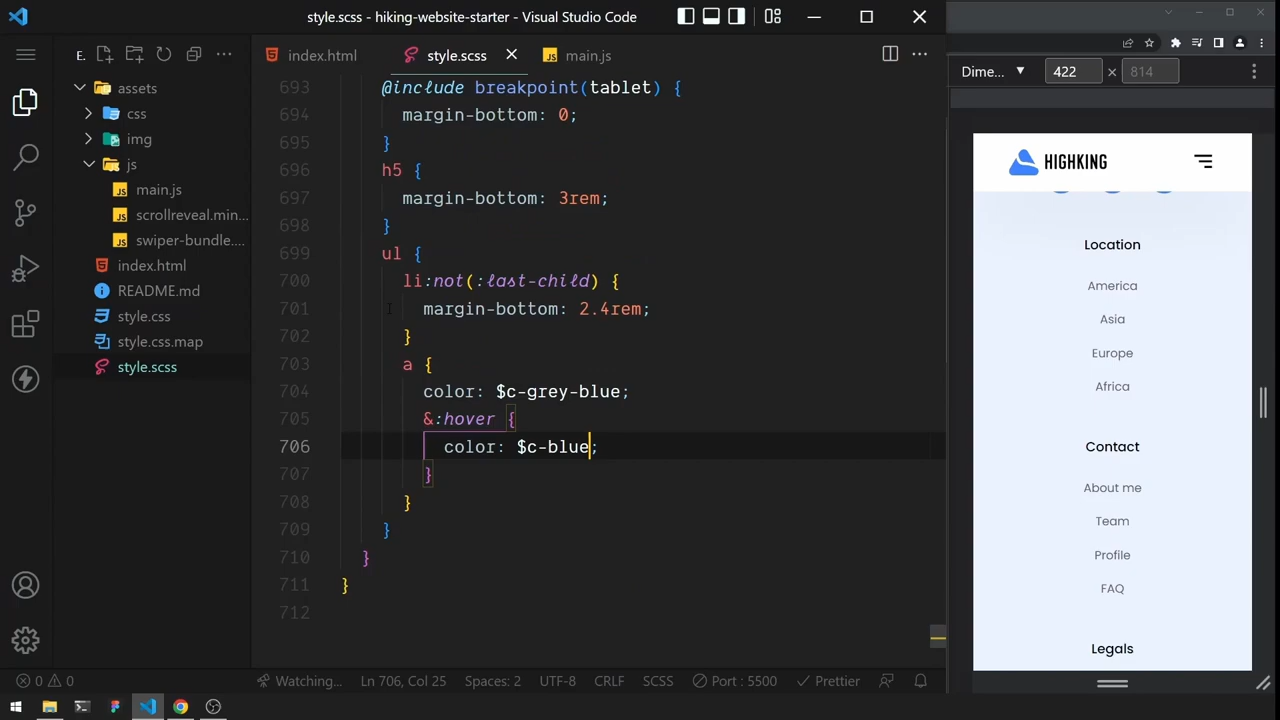 style.scss - hiking-website-starter - Visual Studio Code
E.
index.html
style.scss
main.js
assets
css
img
js
main.js
scrollreveal.min...
swiper-bundle....
index.html
README.md
style.css
style.css.map
style.scss
693 @include breakpoint(tablet) {
694 margin-bottom: 0;
695 }
696 h5 {
697 margin-bottom: 3rem;
698 }
699 ul {
700 li:not(:last-child) {
701 margin-bottom: 2.4rem;
702 }
703 a {
704 color: $c-grey-blue;
705 &:hover {
706 color: $c-blue;
707 }
708 }
709 }
710 }
711 }
712
Watching...
Ln 706, Col 25
Spaces: 2
UTF-8
CRLF
SCSS
Port : 5500
Prettier
0 0
Dime...
422 × 814
HIGHKING
Location
America
Asia
Europe
Africa
Contact
About me
Team
Profile
FAQ
Legals